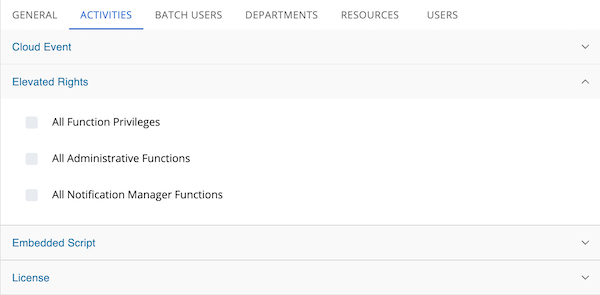 GENERAL ACTIVITIES BATCH USERS DEPARTMENTS RESOURCES USERS
Cloud Event
Elevated Rights
All Function Privileges
All Administrative Functions
All Notification Manager Functions
Embedded Script
License